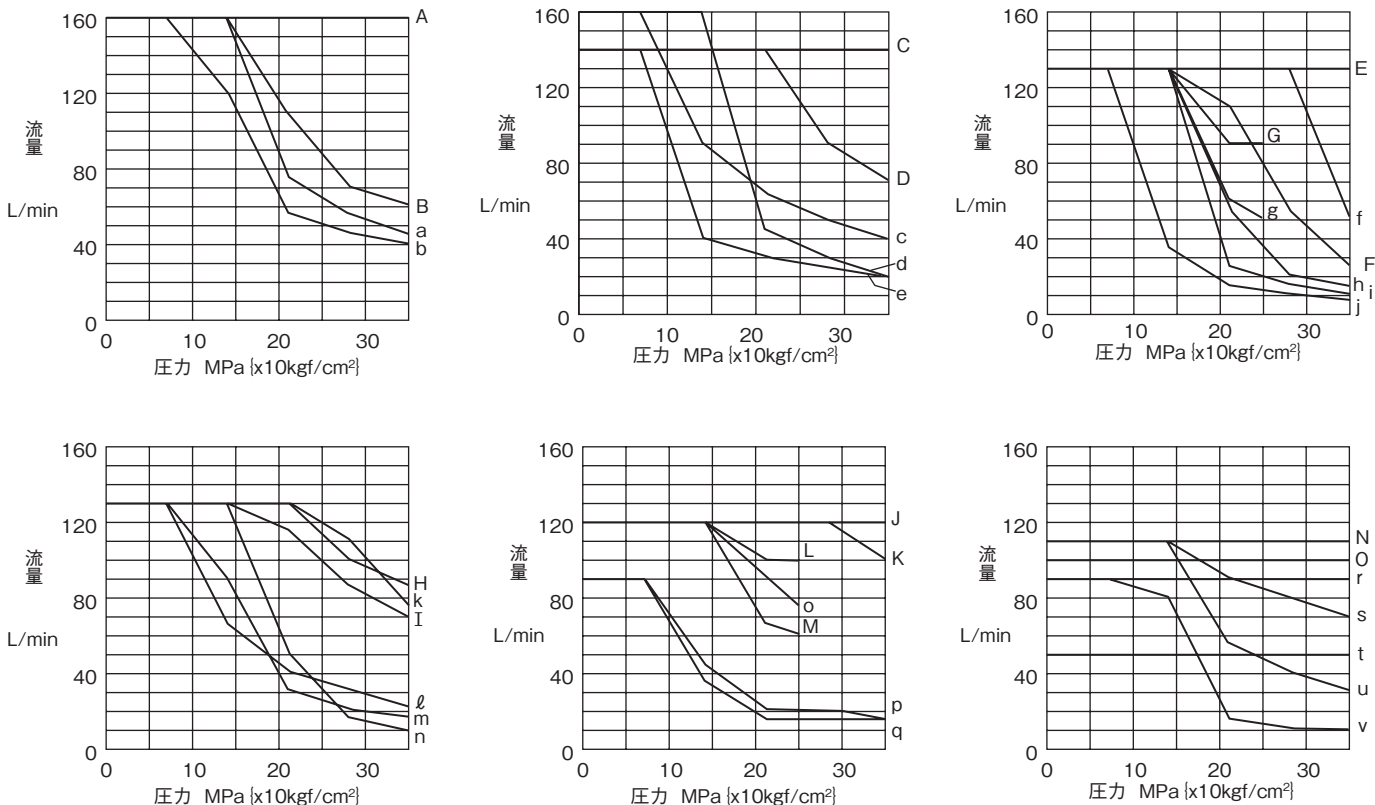 160
120
80
40
0
流量
L/min
0
10
20
30
圧力 MPa {x10kgf/cm²}
A
B
a
b
160
120
80
40
0
流量
L/min
0
10
20
30
圧力 MPa {x10kgf/cm²}
C
D
c
d
e
160
120
80
40
0
流量
L/min
0
10
20
30
圧力 MPa {x10kgf/cm²}
E
G
g
f
F
h
i
j
160
120
80
40
0
流量
L/min
0
10
20
30
圧力 MPa {x10kgf/cm²}
H
k
I
ℓ
m
n
160
120
80
40
0
流量
L/min
0
10
20
30
圧力 MPa {x10kgf/cm²}
J
L
K
o
M
p
q
160
120
80
40
0
流量
L/min
0
10
20
30
圧力 MPa {x10kgf/cm²}
N
O
r
s
t
u
v